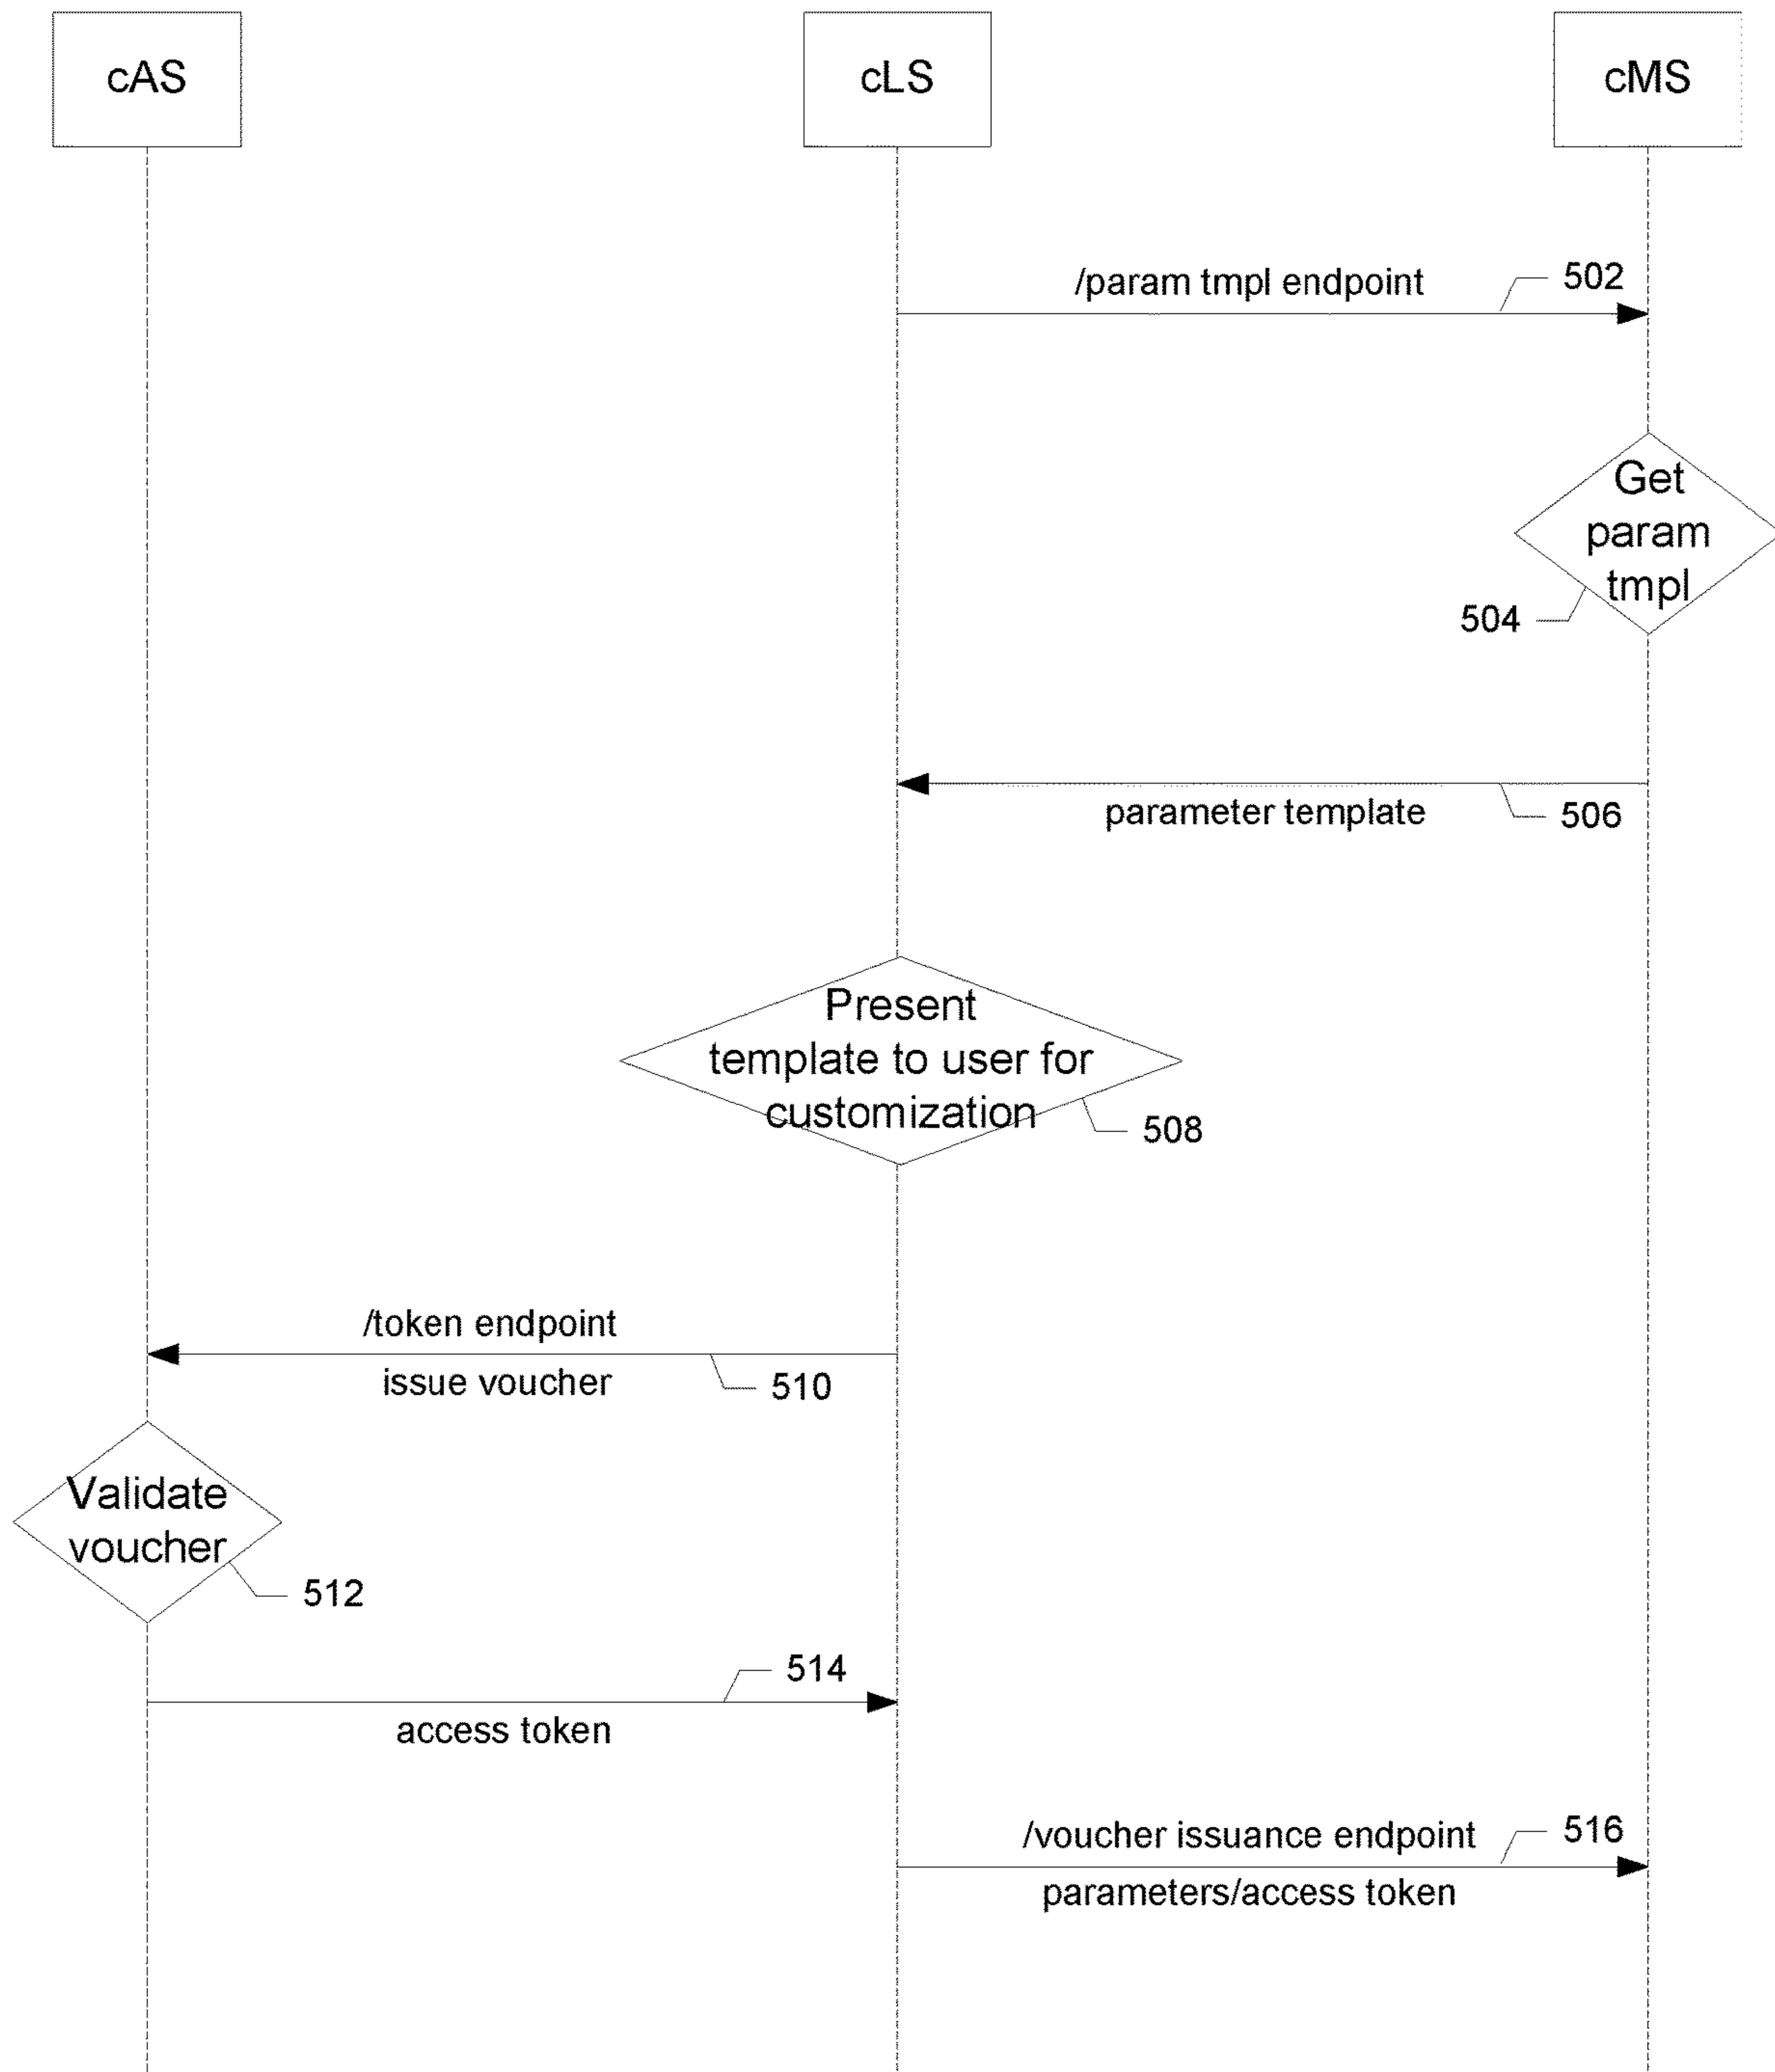 cAS
cLS
cMS
/param tmpl endpoint
502
Get
param
tmpl
504
parameter template
506
Present
template to user for
customization
508
/token endpoint
issue voucher
510
Validate
voucher
512
514
access token
/voucher issuance endpoint
516
parameters/access token